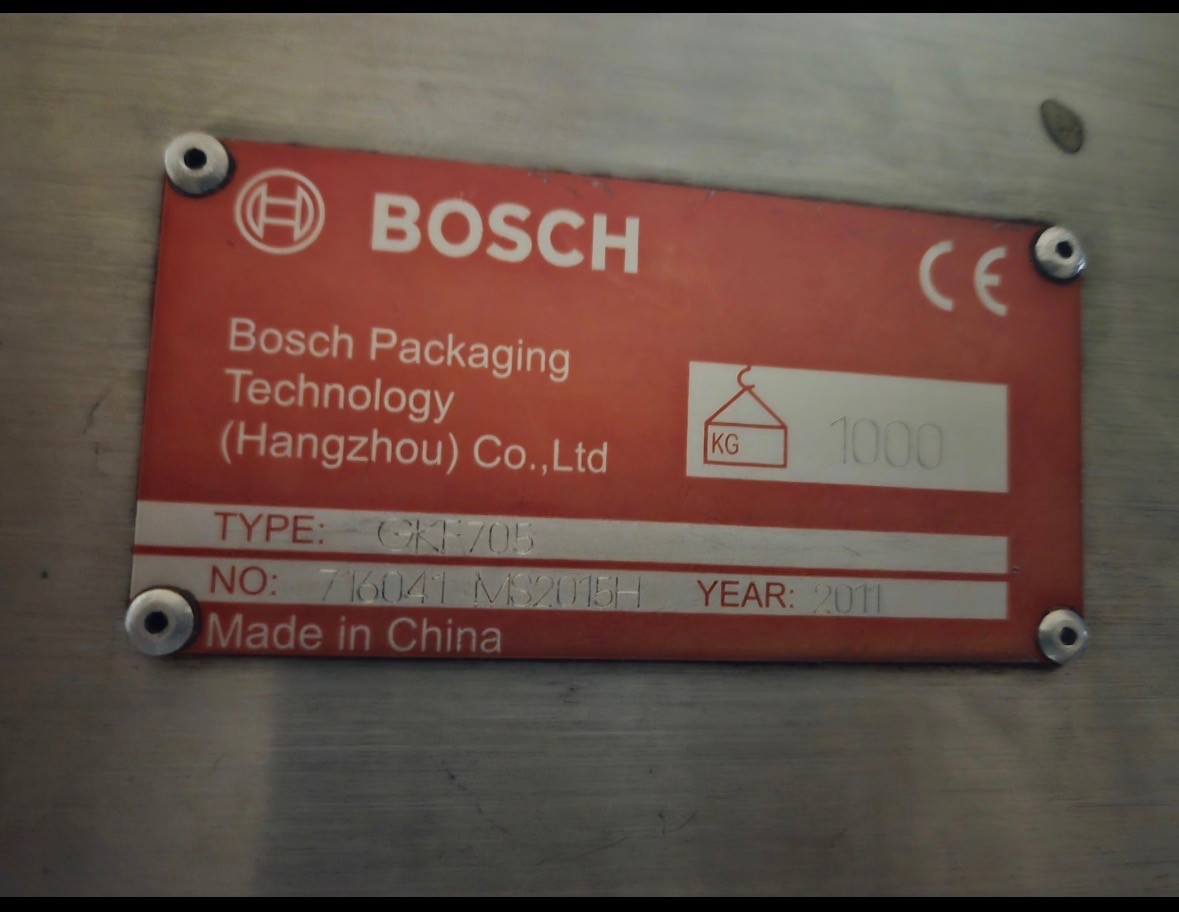 BOSCH
CE
Bosch Packaging
Technology
(Hangzhou) Co.,Ltd
KG 1000
TYPE: GKF705
NO: 716041 MS2015H YEAR: 2011
Made in China